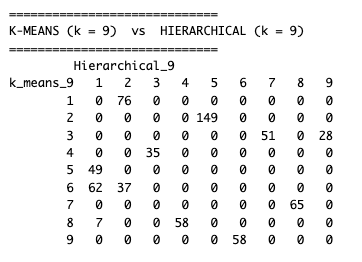 =============================
K-MEANS (k = 9)  vs  HIERARCHICAL (k = 9)
=============================
         Hierarchical_9
k_means_9   1   2   3   4   5   6   7   8   9
        1   0  76   0   0   0   0   0   0   0
        2   0   0   0   0 149   0   0   0   0
        3   0   0   0   0   0   0  51   0  28
        4   0   0  35   0   0   0   0   0   0
        5  49   0   0   0   0   0   0   0   0
        6  62  37   0   0   0   0   0   0   0
        7   0   0   0   0   0   0   0  65   0
        8   7   0   0  58   0   0   0   0   0
        9   0   0   0   0   0  58   0   0   0